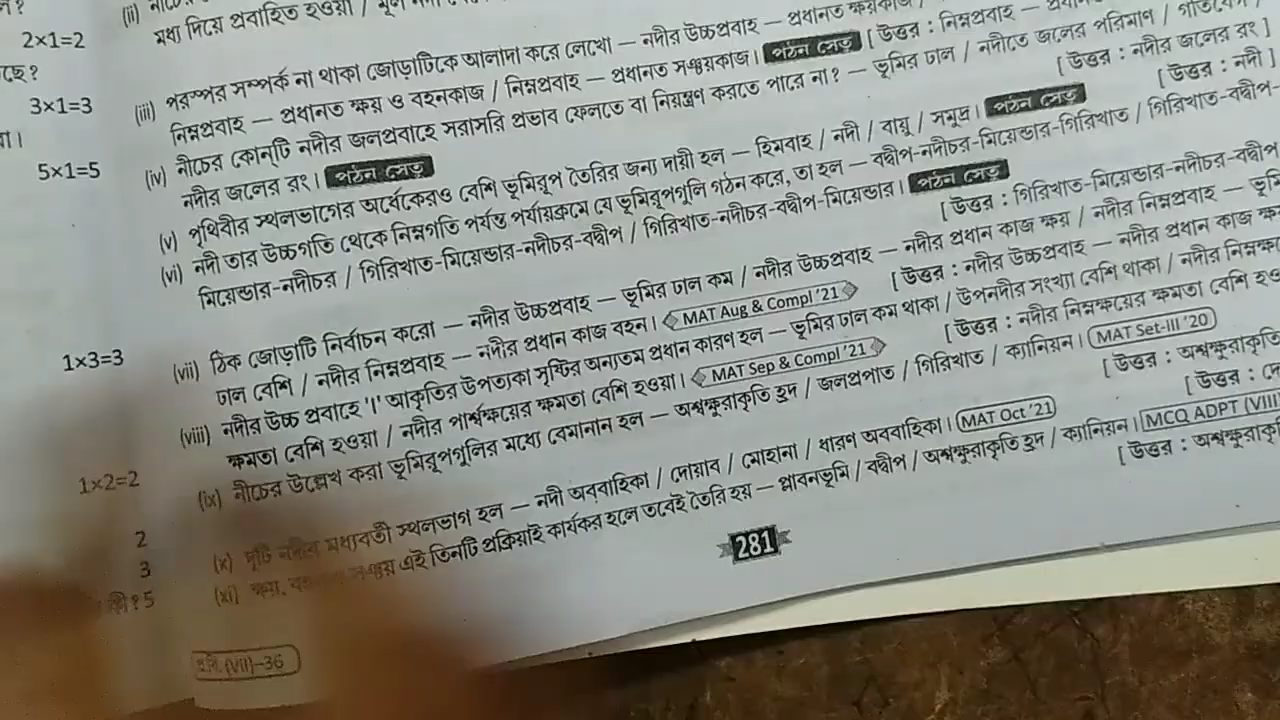 2×1=2
3×1=3
5×1=5
1×3=3
1×2=2
2
3
5
(ii)
মধ্য দিয়ে প্রবাহিত হওয়া /
(iii) পরস্পর সম্পর্ক না থাকা জোড়াটিকে আলাদা করে লেখো — নদীর উচ্চপ্রবাহ — প্রধানত ক্ষয়কাজ /
নিম্নপ্রবাহ — প্রধানত ক্ষয় ও বহনকাজ / নিম্নপ্রবাহ — প্রধানত সঞ্চয়কাজ। পঠন সেতু [উত্তর : নিম্নপ্রবাহ —
(iv) নীচের কোন্‌টি নদীর জলপ্রবাহে সরাসরি প্রভাব ফেলতে বা নিয়ন্ত্রণ করতে পারে না? — ভূমির ঢাল / নদীতে জলের পরিমাণ / গতিবেগ /
নদীর জলের রং। পঠন সেতু [উত্তর : নদীর জলের রং]
(v) পৃথিবীর স্থলভাগের অর্ধেকেরও বেশি ভূমিরূপ তৈরির জন্য দায়ী হল — হিমবাহ / নদী / বায়ু / সমুদ্র। পঠন সেতু [উত্তর : নদী]
(vi) নদী তার উচ্চগতি থেকে নিম্নগতি পর্যন্ত পর্যায়ক্রমে যে ভূমিরূপগুলি গঠন করে, তা হল — বদ্বীপ-নদীচর-মিয়েন্ডার-গিরিখাত / গিরিখাত-বদ্বীপ-
মিয়েন্ডার-নদীচর / গিরিখাত-মিয়েন্ডার-নদীচর-বদ্বীপ / গিরিখাত-নদীচর-বদ্বীপ-মিয়েন্ডার। পঠন সেতু
[উত্তর : গিরিখাত-মিয়েন্ডার-নদীচর-বদ্বীপ
(vii) ঠিক জোড়াটি নির্বাচন করো — নদীর উচ্চপ্রবাহ — ভূমির ঢাল কম / নদীর উচ্চপ্রবাহ — নদীর প্রধান কাজ ক্ষয় / নদীর নিম্নপ্রবাহ —
ঢাল বেশি / নদীর নিম্নপ্রবাহ — নদীর প্রধান কাজ বহন। MAT Aug & Compl '21 [উত্তর : নদীর উচ্চপ্রবাহ — নদীর প্রধান কাজ
(viii) নদীর উচ্চ প্রবাহে 'I' আকৃতির উপত্যকা সৃষ্টির অন্যতম প্রধান কারণ হল — ভূমির ঢাল কম থাকা / উপনদীর সংখ্যা বেশি থাকা / নদীর নিম্নক্ষয়ের
ক্ষমতা বেশি হওয়া / নদীর পার্শ্বক্ষয়ের ক্ষমতা বেশি হওয়া। MAT Sep & Compl '21 [উত্তর : নদীর নিম্নক্ষয়ের ক্ষমতা বেশি
(ix) নীচের উল্লেখ করা ভূমিরূপগুলির মধ্যে বেমানান হল — অশ্বক্ষুরাকৃতি হ্রদ / জলপ্রপাত / গিরিখাত / ক্যানিয়ন। MAT Set-III '20
[উত্তর : অশ্বক্ষুরাকৃতি
(x) দুটি নদীর মধ্যবর্তী স্থলভাগ হল — নদী অববাহিকা / দোয়াব / মোহানা / ধারণ অববাহিকা। MAT Oct '21 [উত্তর :
(xi) ক্ষয়, এই তিনটি প্রক্রিয়াই কার্যকর হলে তবেই তৈরি হয় — প্লাবনভূমি / বদ্বীপ / অশ্বক্ষুরাকৃতি হ্রদ / ক্যানিয়ন। MCQ ADPT (VIII
[উত্তর :
281
(VII)-36